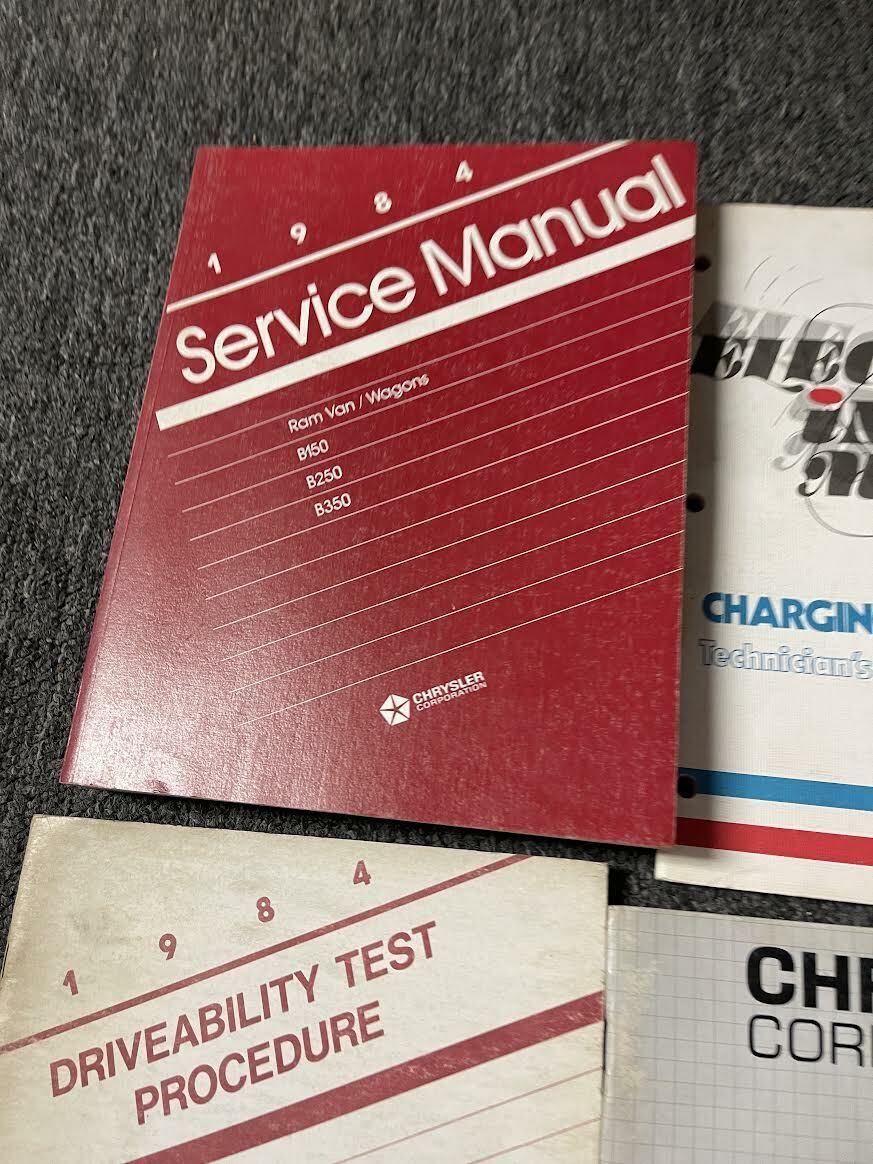 1 9 8 4
Service Manual
Ram Van / Wagons
B150
B250
B350
CHRYSLER
CORPORATION
CHARGIN
Technician's
1 9 8 4
DRIVEABILITY TEST
PROCEDURE
CHR
CORP